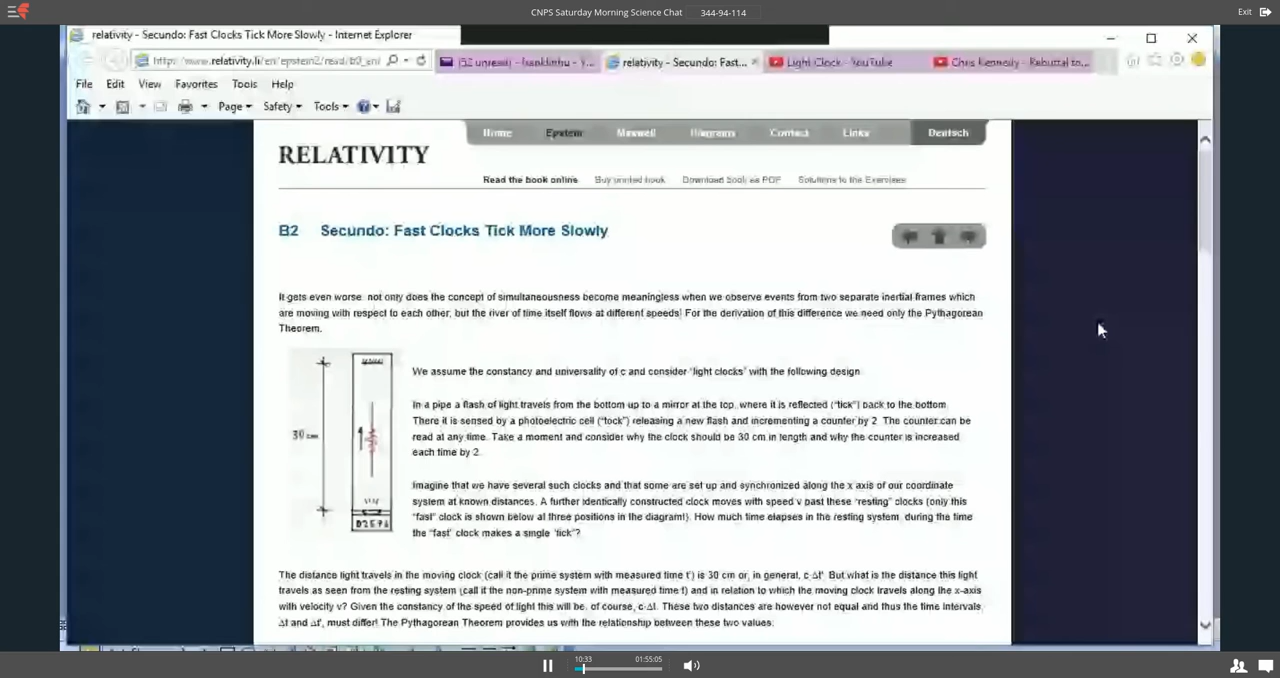 CNPS Saturday Morning Science Chat 344-94-114 Exit
relativity - Secundo: Fast Clocks Tick More Slowly - Internet Explorer
http://www.relativity.li/en/epstein2/read/b0_en/ (52 unread) - franklinhu - y... relativity - Secundo: Fast... Light Clock - YouTube Chris Kennedy - Rebuttal to...
File Edit View Favorites Tools Help
Page Safety Tools
Home Epstein Maxwell Diagrams Contact Links Deutsch
RELATIVITY
Read the book online Buy printed book Download book as PDF Solutions to the Exercises
B2 Secundo: Fast Clocks Tick More Slowly
It gets even worse: not only does the concept of simultaneousness become meaningless when we observe events from two separate inertial frames which
are moving with respect to each other, but the river of time itself flows at different speeds! For the derivation of this difference we need only the Pythagorean
Theorem.
We assume the constancy and universality of c and consider 'light clocks' with the following design
In a pipe a flash of light travels from the bottom up to a mirror at the top, where it is reflected ("tick") back to the bottom.
There it is sensed by a photoelectric cell ("tock") releasing a new flash and incrementing a counter by 2. The counter can be
30 cm
read at any time. Take a moment and consider why the clock should be 30 cm in length and why the counter is increased
each time by 2.
Imagine that we have several such clocks and that some are set up and synchronized along the x axis of our coordinate
system at known distances. A further identically constructed clock moves with speed v past these "resting" clocks (only this
"fast" clock is shown below at three positions in the diagram!). How much time elapses in the resting system, during the time
the "fast" clock makes a single 'tick'?
The distance light travels in the moving clock (call it the prime system with measured time t') is 30 cm or, in general, c·Δt'. But what is the distance this light
travels as seen from the resting system (call it the non-prime system with measured time t) and in relation to which the moving clock travels along the x-axis
with velocity v? Given the constancy of the speed of light this will be, of course, c·Δt. These two distances are however not equal and thus the time intervals,
Δt and Δt', must differ! The Pythagorean Theorem provides us with the relationship between these two values.
10:33 01:55:05